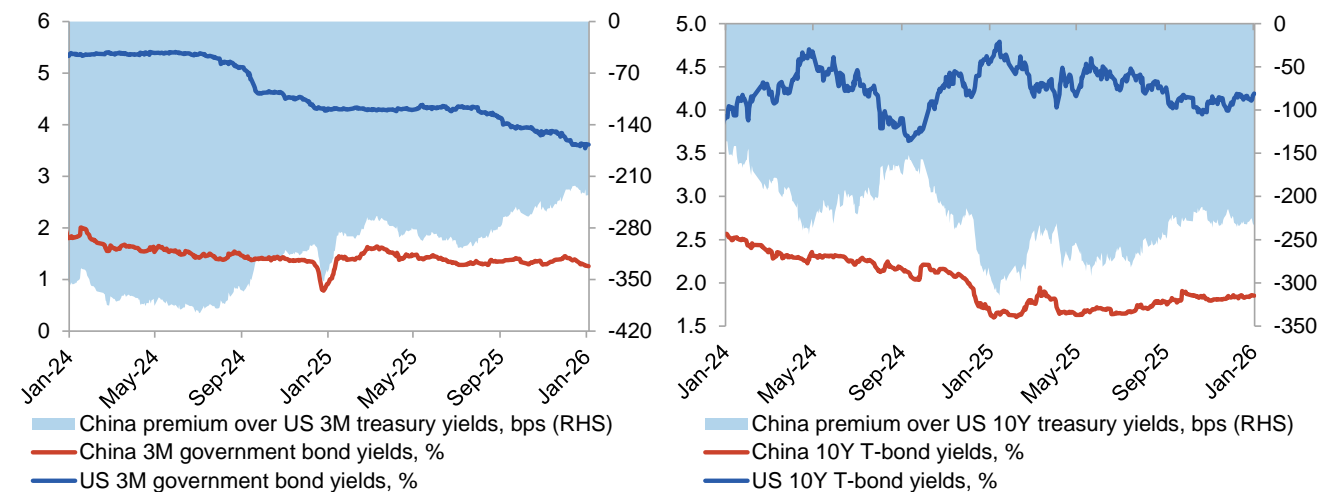 6
5
4
3
2
1
0
0
-70
-140
-210
-280
-350
-420
Jan-24
May-24
Sep-24
Jan-25
May-25
Sep-25
Jan-26
China premium over US 3M treasury yields, bps (RHS)
China 3M government bond yields, %
US 3M government bond yields, %
5.0
4.5
4.0
3.5
3.0
2.5
2.0
1.5
0
-50
-100
-150
-200
-250
-300
-350
Jan-24
May-24
Sep-24
Jan-25
May-25
Sep-25
Jan-26
China premium over US 10Y treasury yields, bps (RHS)
China 10Y T-bond yields, %
US 10Y T-bond yields, %